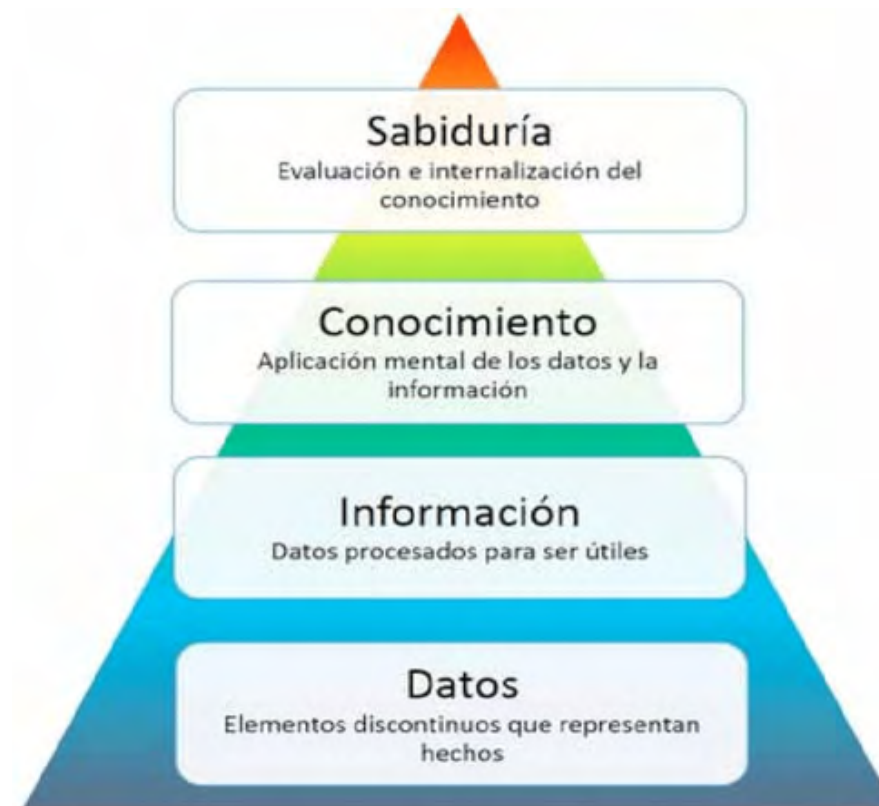 Sabiduría
Evaluación e internalización del
conocimiento
Conocimiento
Aplicación mental de los datos y la
información
Información
Datos procesados para ser útiles
Datos
Elementos discontinuos que representan
hechos